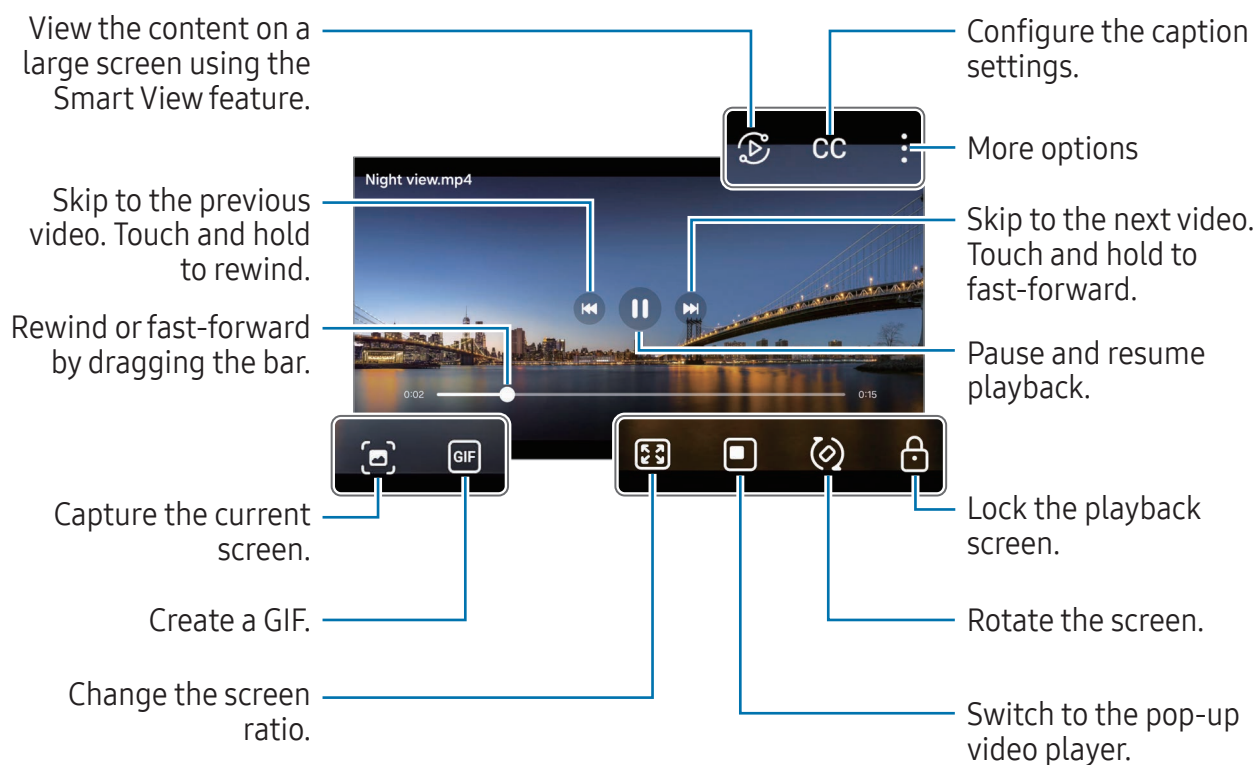 View the content on a
large screen using the
Smart View feature.
Configure the caption
settings.
CC
More options
Night view.mp4
Skip to the previous
video. Touch and hold
to rewind.
Skip to the next video.
Touch and hold to
fast-forward.
Rewind or fast-forward
by dragging the bar.
Pause and resume
playback.
0:02
0:15
GIF
Capture the current
screen.
Lock the playback
screen.
Create a GIF.
Rotate the screen.
Change the screen
ratio.
Switch to the pop-up
video player.